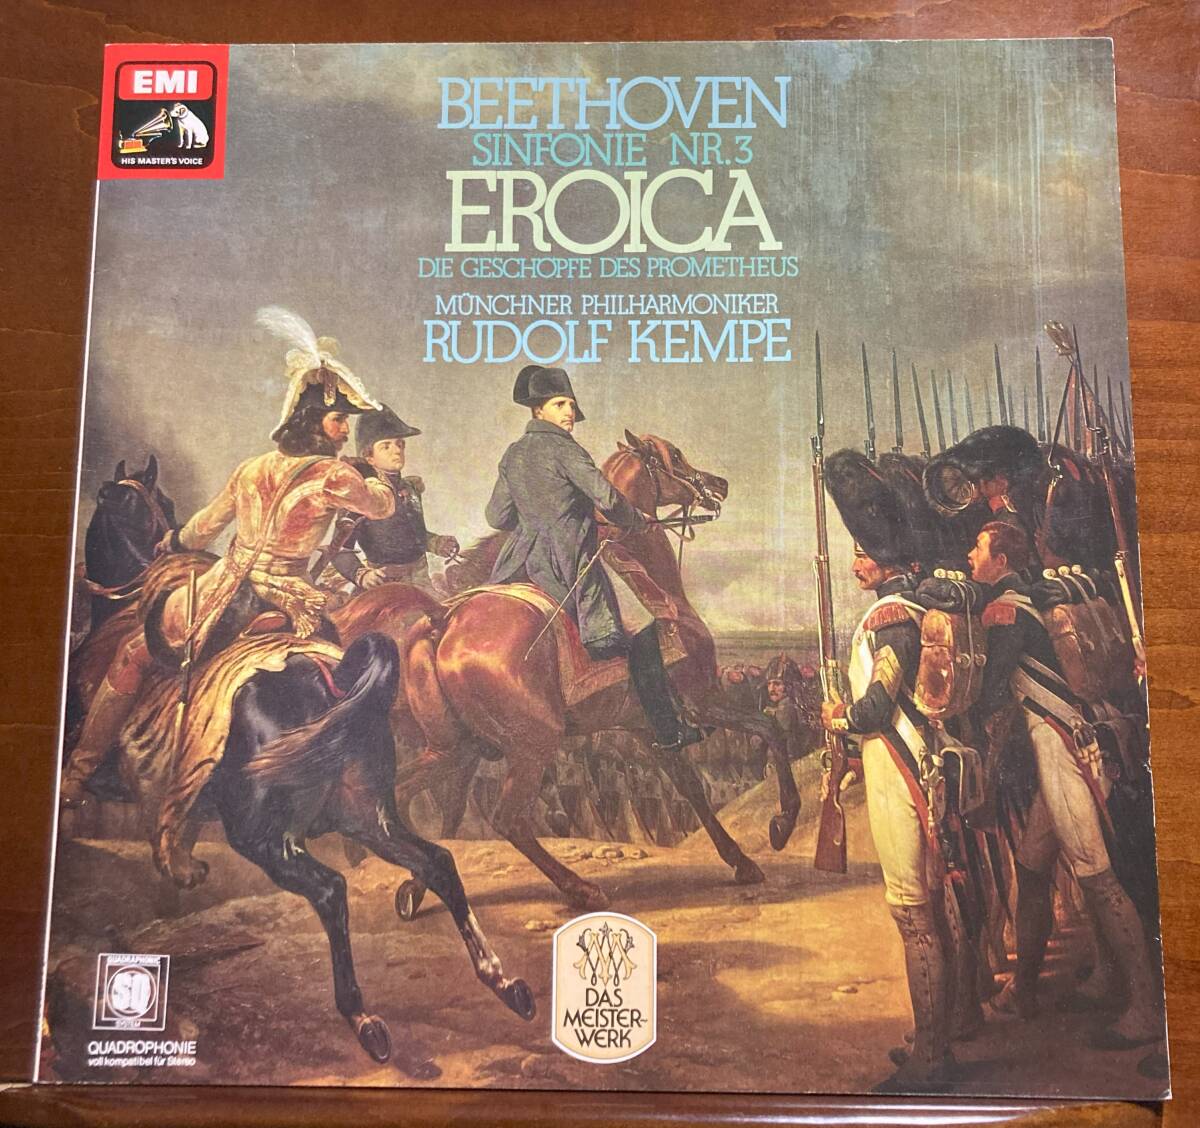 EMI
HIS MASTER'S VOICE
BEETHOVEN
SINFONIE NR.3
EROICA
DIE GESCHÖPFE DES PROMETHEUS
MÜNCHNER PHILHARMONIKER
RUDOLF KEMPE
QUADRAPHONIC
SQ
SYSTEM
QUADROPHONIE
voll kompatibel für Stereo
DAS
MEISTER-
WERK